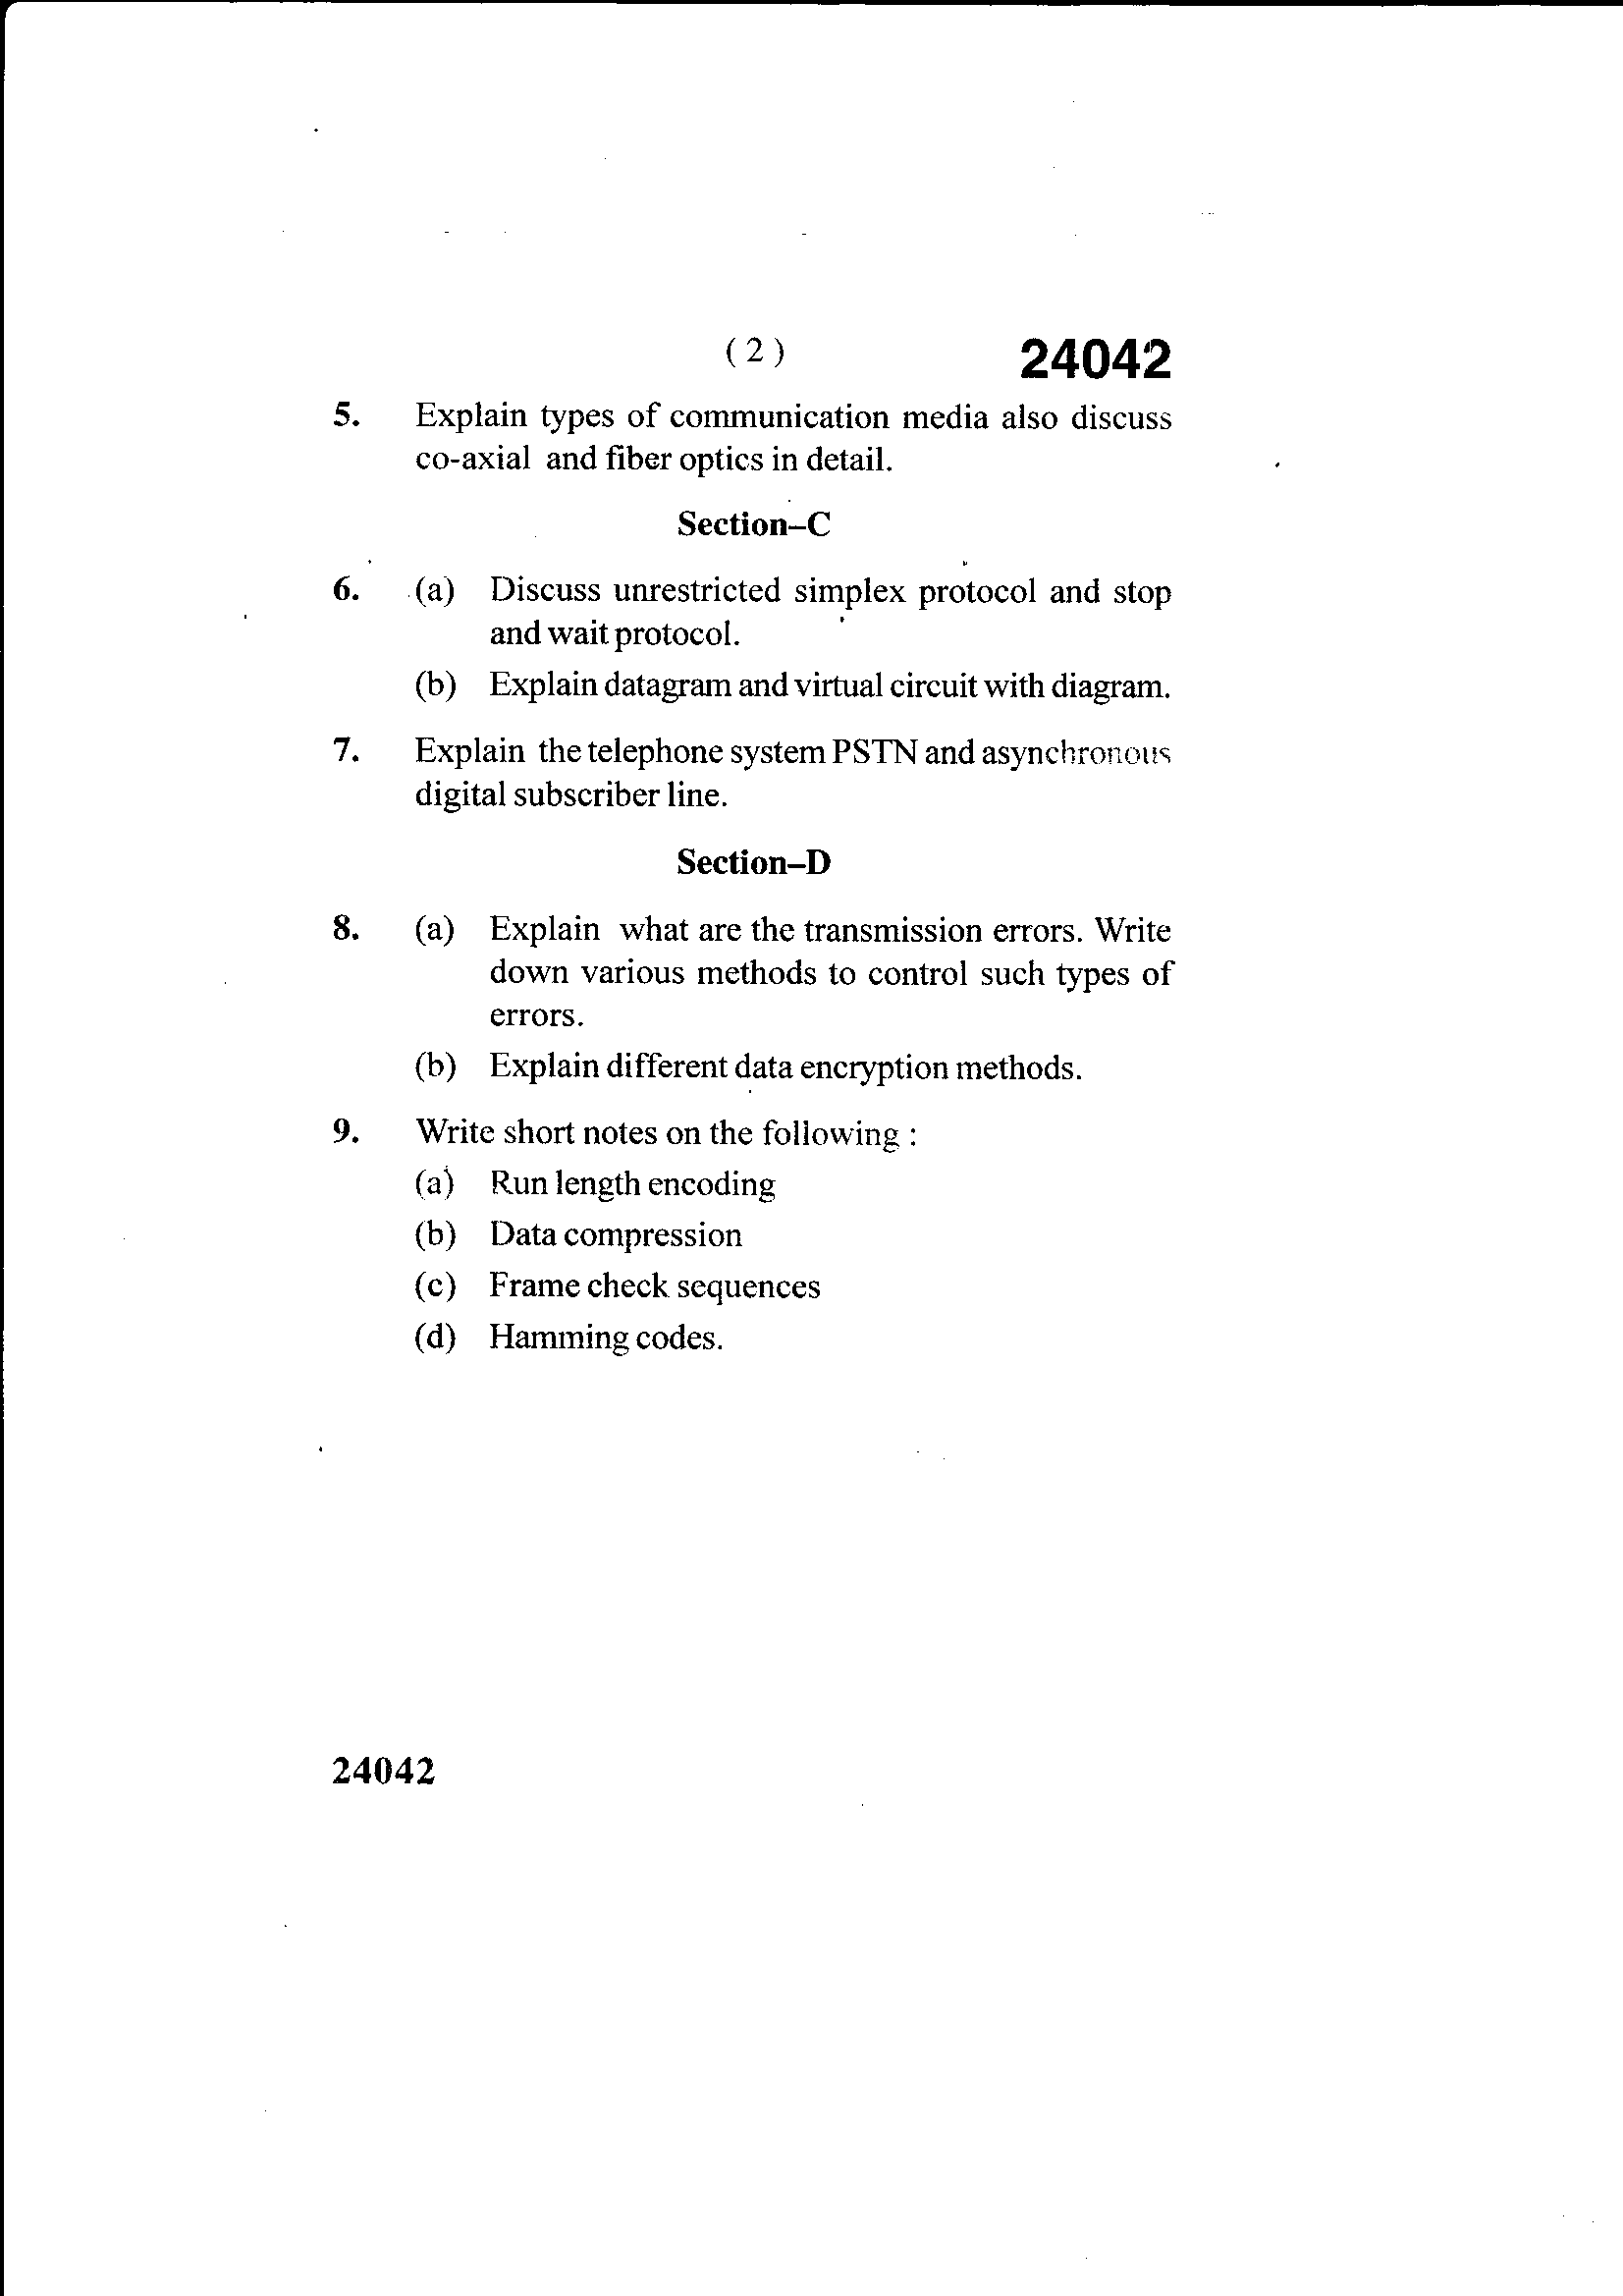 (2) 24042
5. Explain types of communication media also discuss
co-axial and fiber optics in detail.
Section–C
6. (a) Discuss unrestricted simplex protocol and stop
and wait protocol.
(b) Explain datagram and virtual circuit with diagram.
7. Explain the telephone system PSTN and asynchronous
digital subscriber line.
Section–D
8. (a) Explain what are the transmission errors. Write
down various methods to control such types of
errors.
(b) Explain different data encryption methods.
9. Write short notes on the following :
(a) Run length encoding
(b) Data compression
(c) Frame check sequences
(d) Hamming codes.
24042